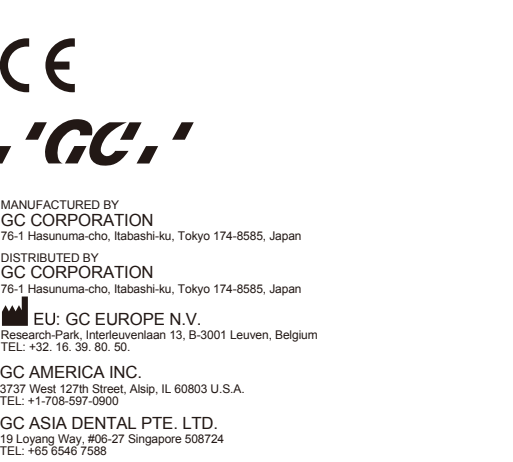 CE
,'GC,'
MANUFACTURED BY
GC CORPORATION
76-1 Hasunuma-cho, Itabashi-ku, Tokyo 174-8585, Japan
DISTRIBUTED BY
GC CORPORATION
76-1 Hasunuma-cho, Itabashi-ku, Tokyo 174-8585, Japan
EU: GC EUROPE N.V.
Research-Park, Interleuvenlaan 13, B-3001 Leuven, Belgium
TEL: +32. 16. 39. 80. 50.
GC AMERICA INC.
3737 West 127th Street, Alsip, IL 60803 U.S.A.
TEL: +1-708-597-0900
GC ASIA DENTAL PTE. LTD.
19 Loyang Way, #06-27 Singapore 508724
TEL: +65 6546 7588